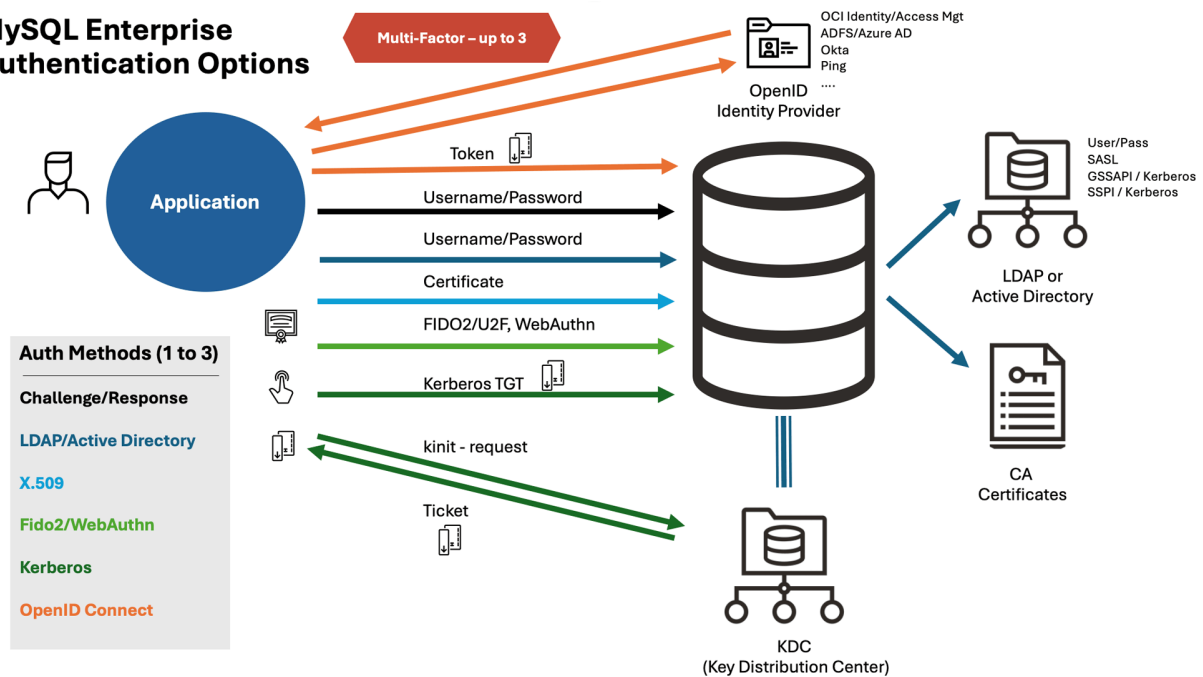 ySQL Enterprise
uthentication Options
Multi-Factor – up to 3
OCI Identity/Access Mgt
ADFS/Azure AD
Okta
Ping
....
OpenID
Identity Provider
Application
Token
Username/Password
Username/Password
Certificate
FIDO2/U2F, WebAuthn
Kerberos TGT
kinit - request
Ticket
User/Pass
SASL
GSSAPI / Kerberos
SSPI / Kerberos
LDAP or
Active Directory
CA
Certificates
KDC
(Key Distribution Center)
Auth Methods (1 to 3)
Challenge/Response
LDAP/Active Directory
X.509
Fido2/WebAuthn
Kerberos
OpenID Connect